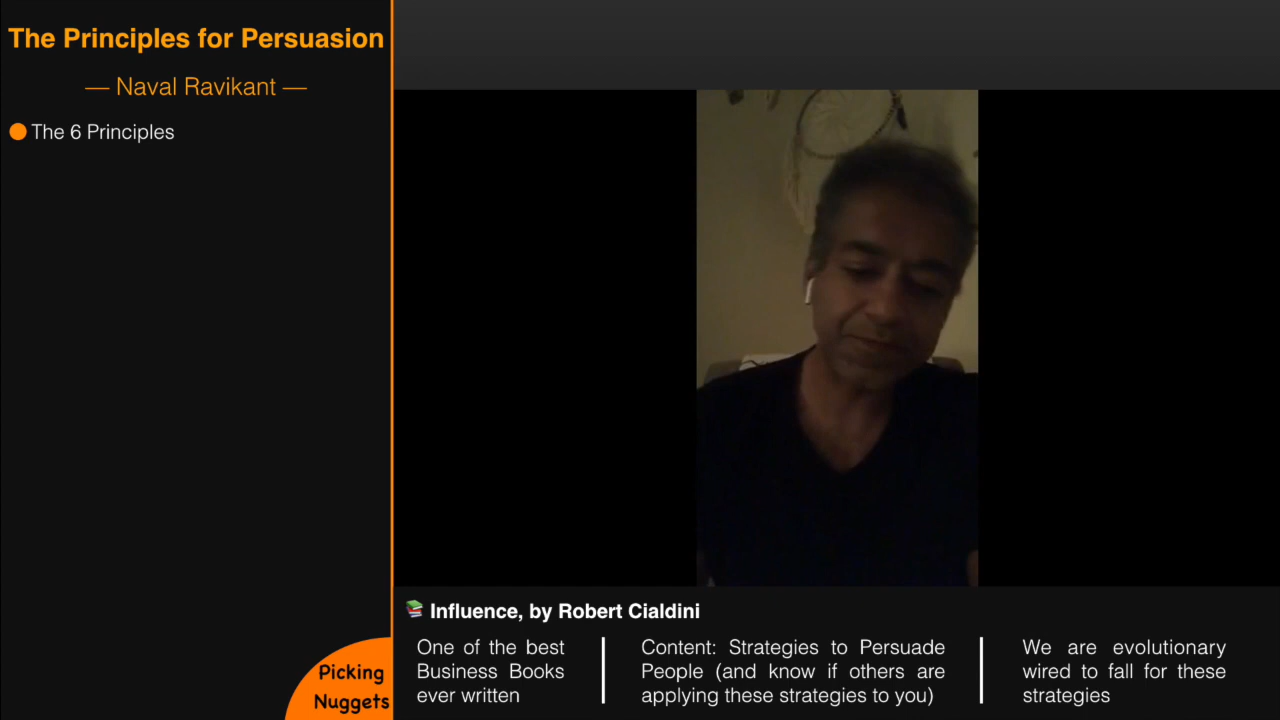 The Principles for Persuasion
— Naval Ravikant —
The 6 Principles
Influence, by Robert Cialdini
One of the best
Business Books
ever written
Content: Strategies to Persuade
People (and know if others are
applying these strategies to you)
We are evolutionary
wired to fall for these
strategies
Picking
Nuggets